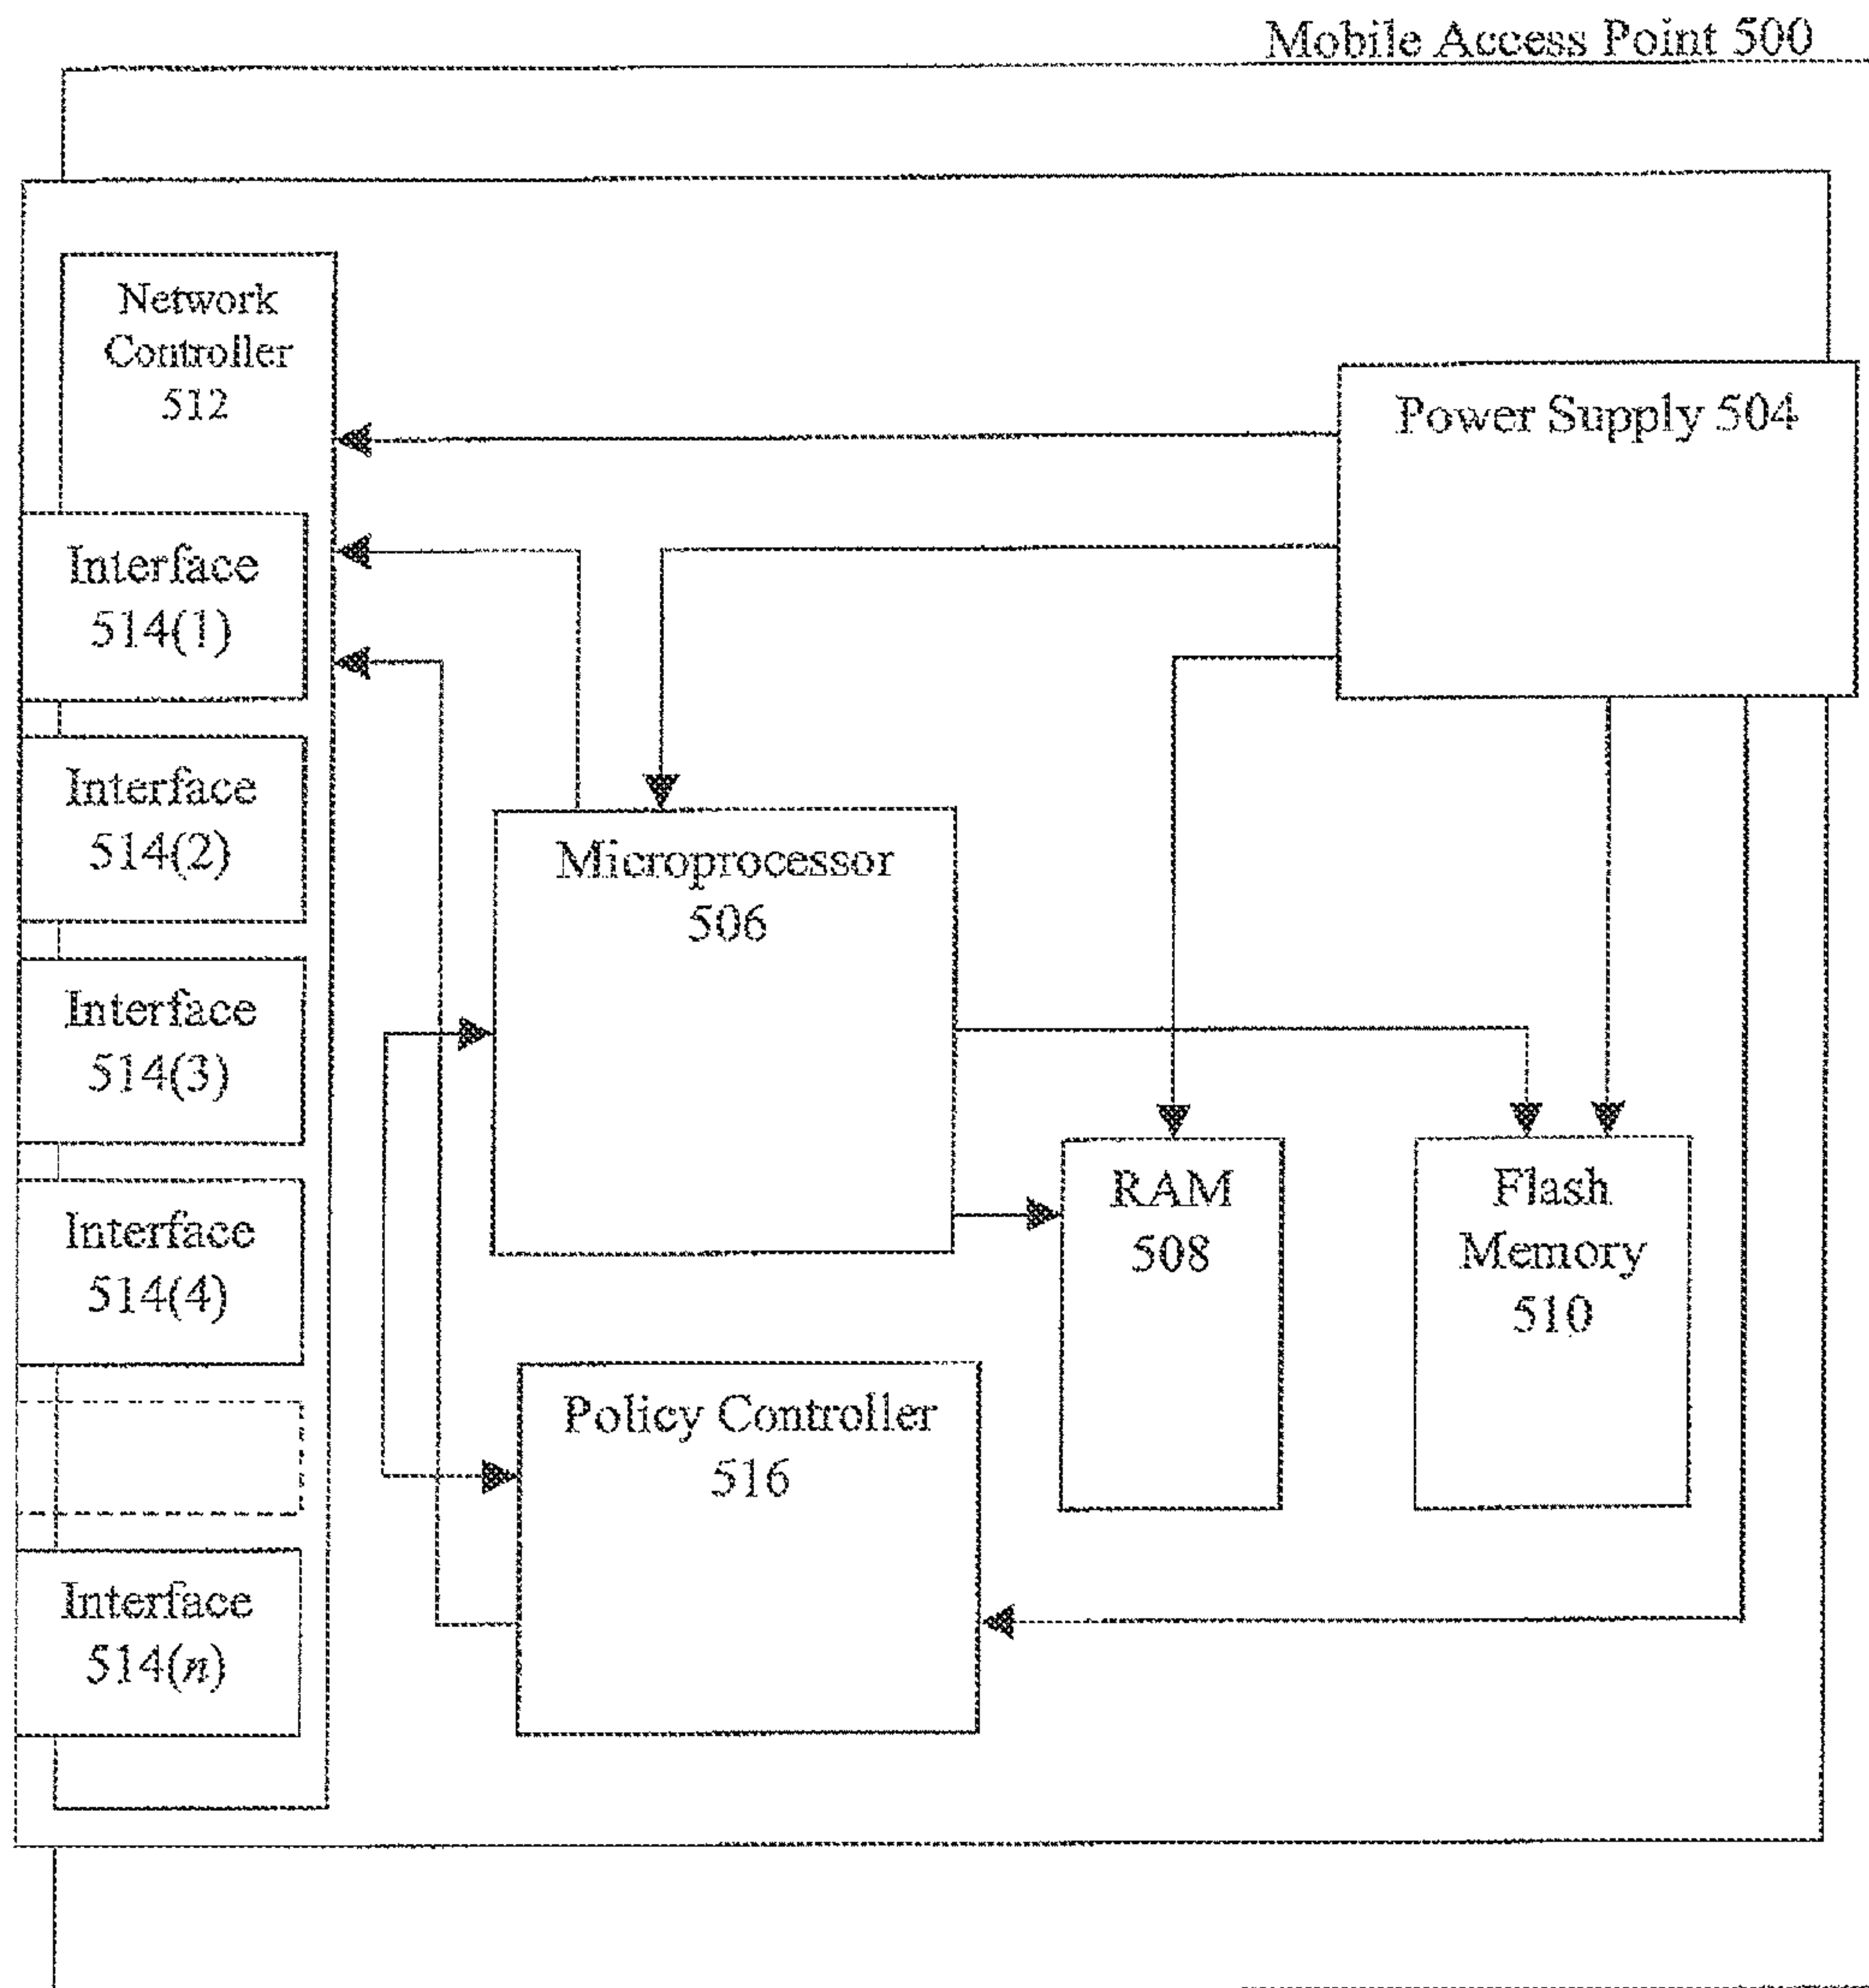 Mobile Access Point 500
Network
Controller
512
Power Supply 504
Interface
514(1)
Interface
514(2)
Microprocessor
506
Interface
514(3)
RAM
508
Flash
Memory
510
Interface
514(4)
Policy Controller
516
Interface
514(n)